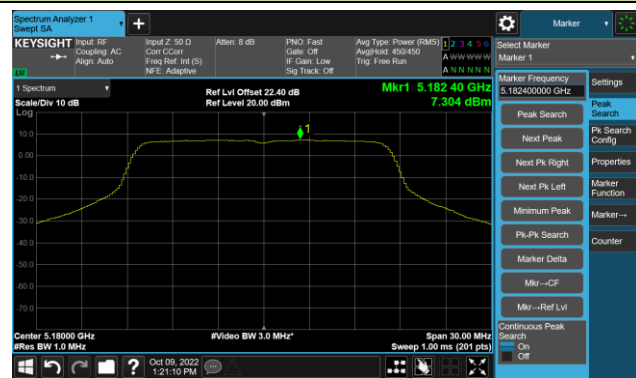 Spectrum Analyzer 1
Swept SA
Marker
KEYSIGHT
Input: RF
Coupling: AC
Align: Auto
Input Z: 50 Ω
Corr CCorr
Freq Ref: Int (S)
NFE: Adaptive
Atten: 8 dB
PNO: Fast
Gate: Off
IF Gain: Low
Sig Track: Off
Avg Type: Power (RMS)
Avg|Hold: 450/450
Trig: Free Run
1 2 3 4 5 6
A W W W W W
A N N N N N
LXI
Select Marker
Marker 1
1 Spectrum
Scale/Div 10 dB
Log
Ref Lvl Offset 22.40 dB
Ref Level 20.00 dBm
Mkr1 5.182 40 GHz
7.304 dBm
1
10.0
0.00
-10.0
-20.0
-30.0
-40.0
-50.0
-60.0
-70.0
Center 5.18000 GHz
#Res BW 1.0 MHz
#Video BW 3.0 MHz*
Span 30.00 MHz
Sweep 1.00 ms (201 pts)
Marker Frequency
5.182400000 GHz
Peak Search
Next Peak
Next Pk Right
Next Pk Left
Minimum Peak
Pk-Pk Search
Marker Delta
Mkr→CF
Mkr→Ref Lvl
Continuous Peak
Search
On
Off
Settings
Peak
Search
Pk Search
Config
Properties
Marker
Function
Marker→
Counter
?
Oct 09, 2022
1:21:10 PM